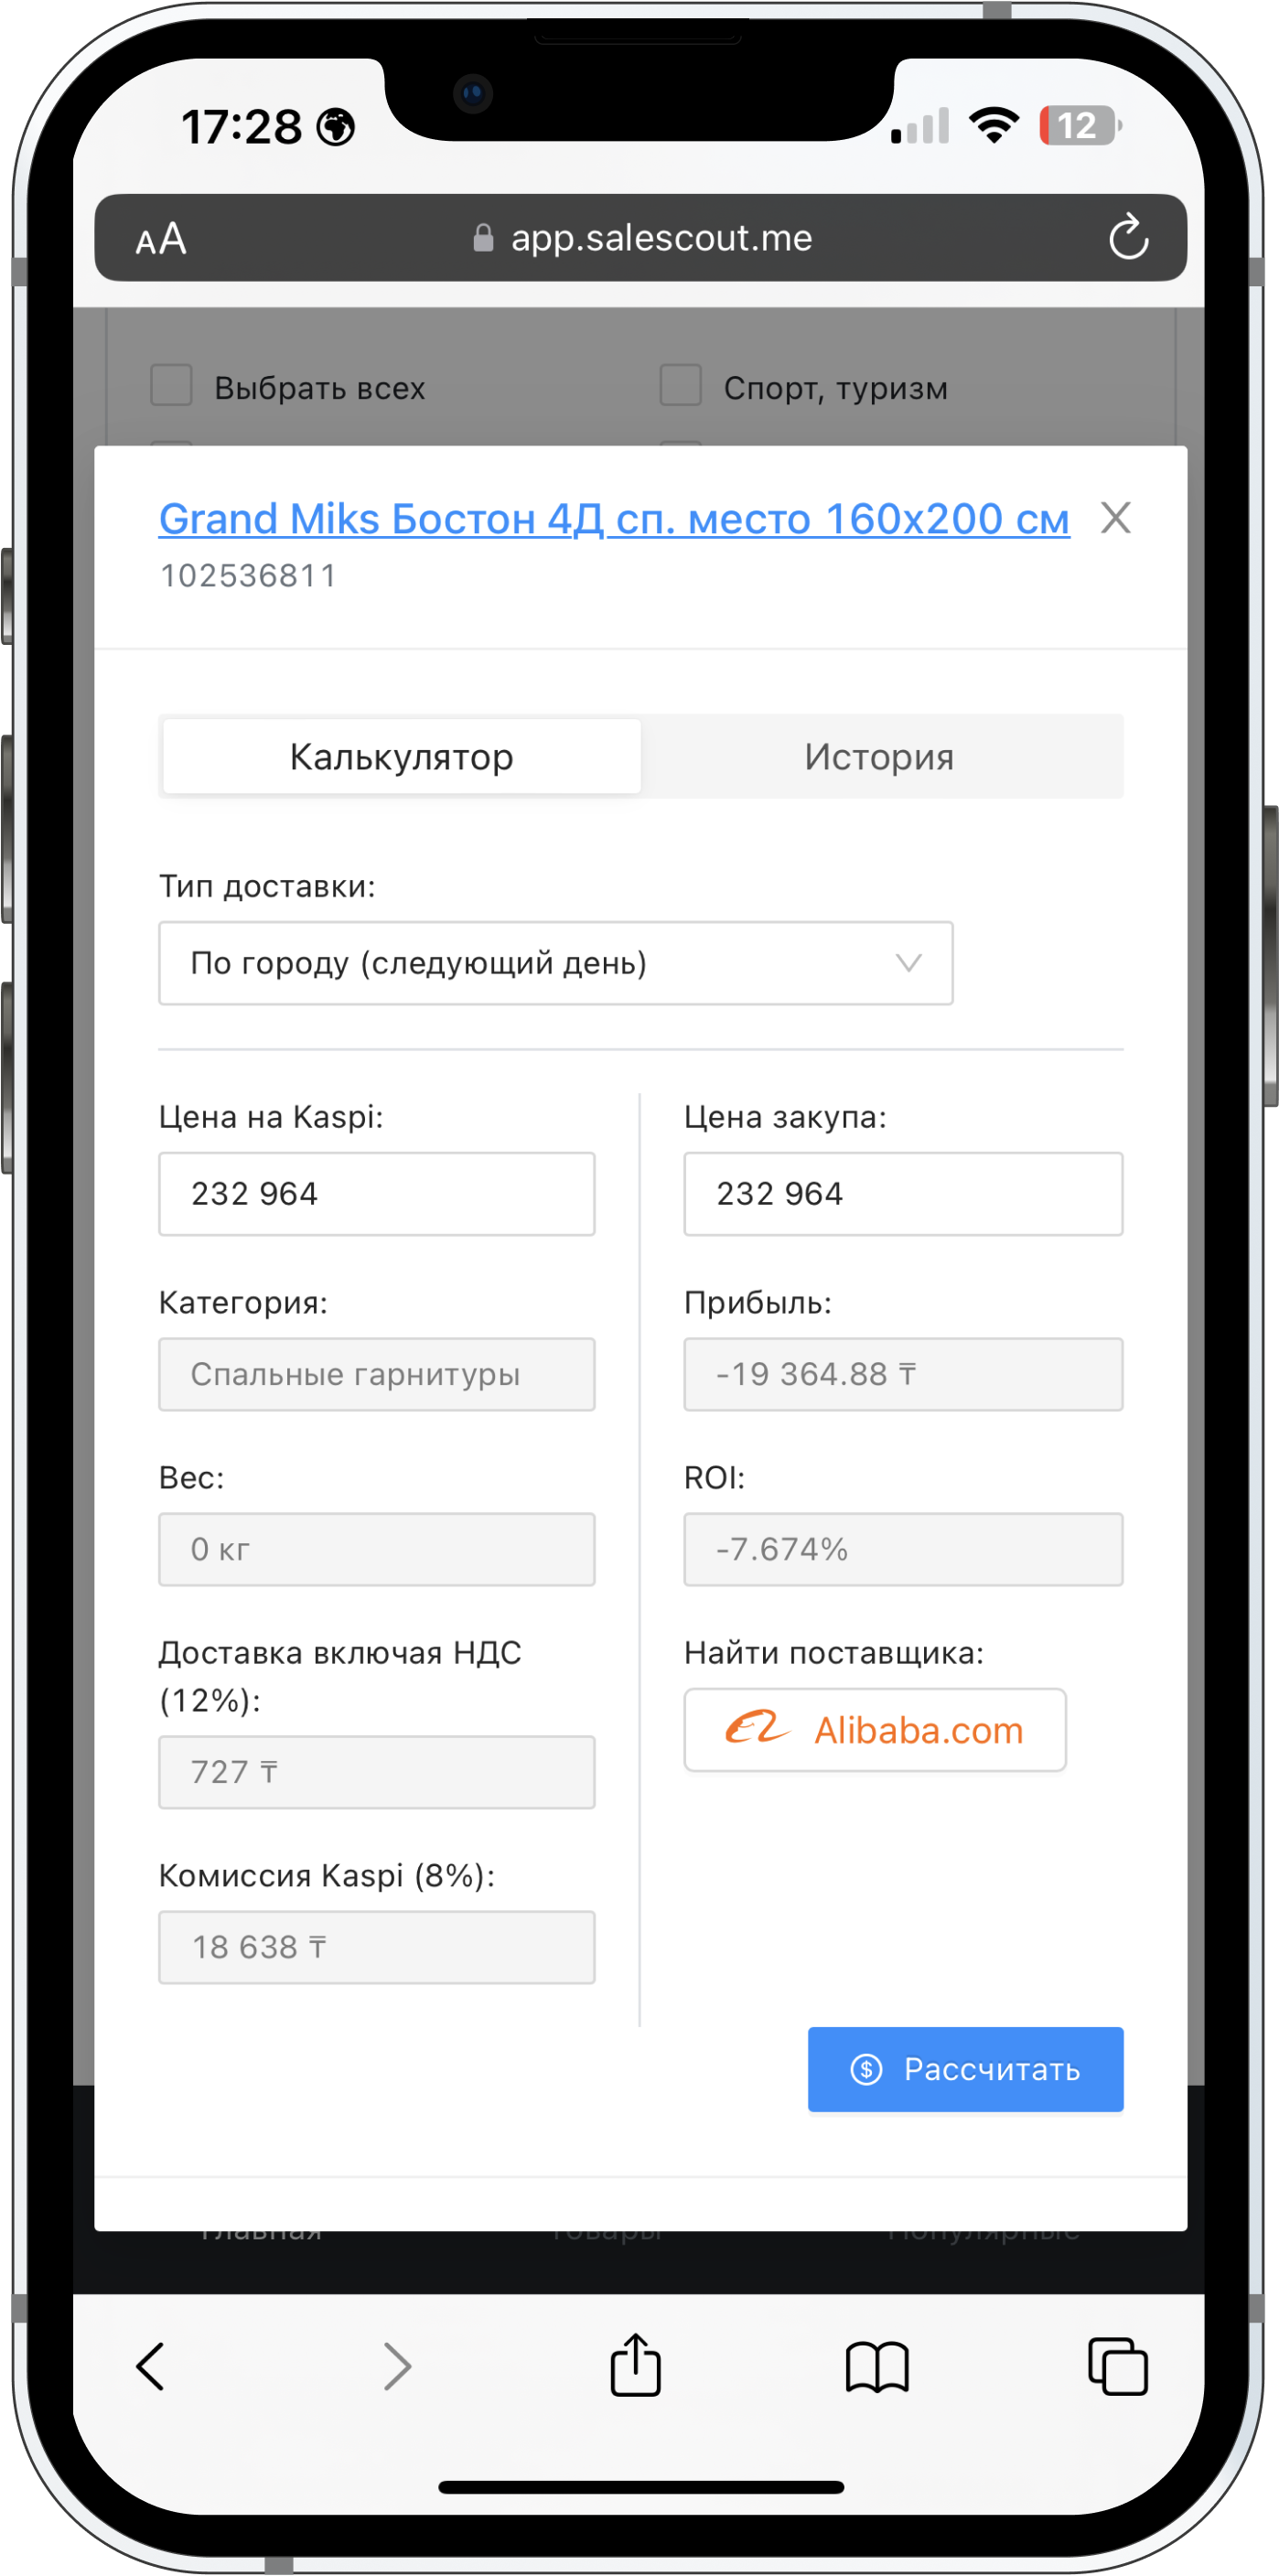 17:28
12
AA
app.salescout.me
Выбрать всех
Спорт, туризм
Grand Miks Бостон 4Д сп. место 160x200 см
X
102536811
Калькулятор
История
Тип доставки:
По городу (следующий день)
Цена на Kaspi:
232 964
Цена закупа:
232 964
Категория:
Спальные гарнитуры
Прибыль:
-19 364.88 ₸
Вес:
0 кг
ROI:
-7.674%
Доставка включая НДС
(12%):
727 ₸
Найти поставщика:
Alibaba.com
Комиссия Kaspi (8%):
18 638 ₸
Рассчитать
Главная
Товары
Популярные